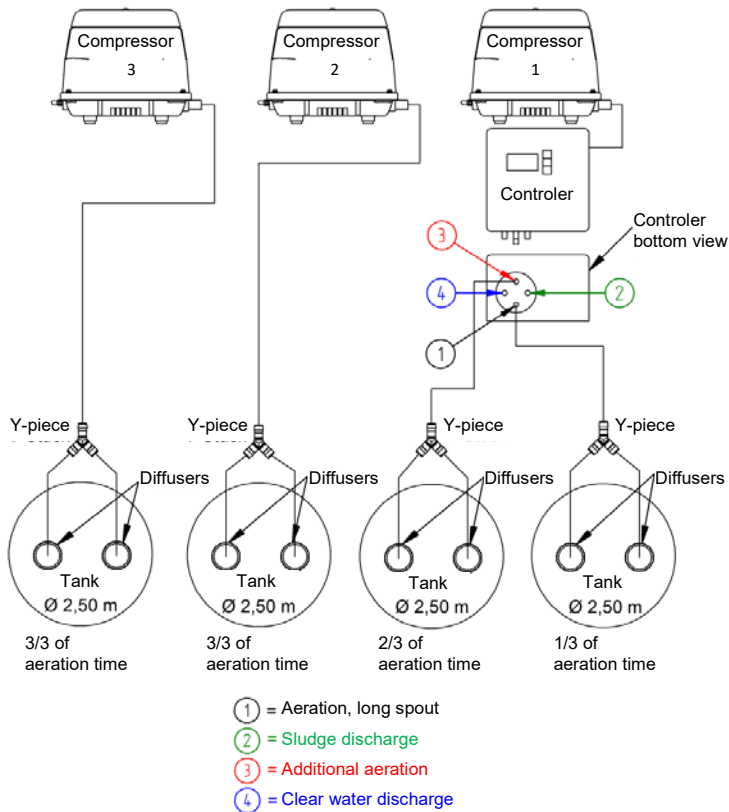 Compressor
3
Compressor
2
Compressor
1
Controler
Controler
bottom view
3
4
2
1
Y-piece
Y-piece
Y-piece
Y-piece
Diffusers
Diffusers
Diffusers
Diffusers
Tank
Ø 2,50 m
Tank
Ø 2,50 m
Tank
Ø 2,50 m
Tank
Ø 2,50 m
3/3 of
aeration time
3/3 of
aeration time
2/3 of
aeration time
1/3 of
aeration time
1 = Aeration, long spout
2 = Sludge discharge
3 = Additional aeration
4 = Clear water discharge